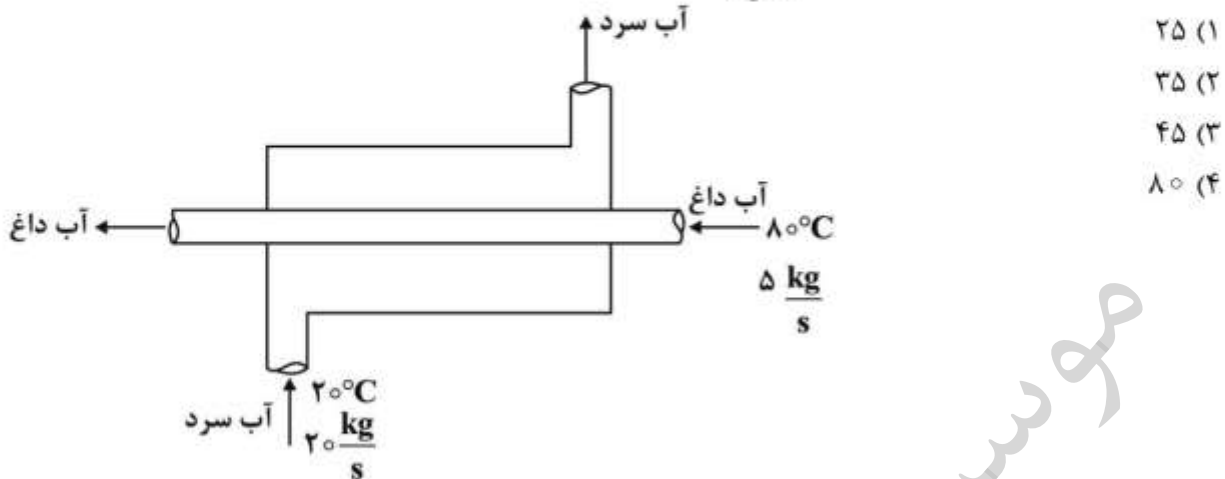 ۱) ۲۵
۲) ۳۵
۳) ۴۵
۴) ۸۰
آب سرد
آب داغ
آب داغ
۸۰°C
۵ kg/s
۲۰°C
آب سرد
۲۰ kg/s